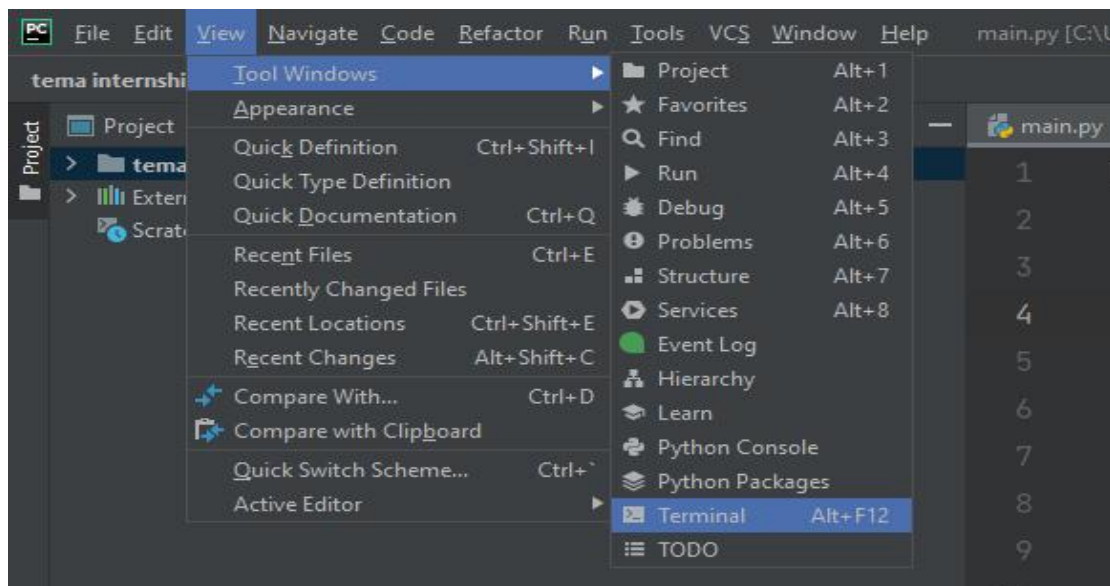 PC File Edit View Navigate Code Refactor Run Tools VCS Window Help main.py [C:\U
tema internshi
Project
Project
tema
Extern
Scrat
Tool Windows
Appearance
Quick Definition Ctrl+Shift+I
Quick Type Definition
Quick Documentation Ctrl+Q
Recent Files Ctrl+E
Recently Changed Files
Recent Locations Ctrl+Shift+E
Recent Changes Alt+Shift+C
Compare With... Ctrl+D
Compare with Clipboard
Quick Switch Scheme... Ctrl+`
Active Editor
Project Alt+1
Favorites Alt+2
Find Alt+3
Run Alt+4
Debug Alt+5
Problems Alt+6
Structure Alt+7
Services Alt+8
Event Log
Hierarchy
Learn
Python Console
Python Packages
Terminal Alt+F12
TODO
main.py
1
2
3
4
5
6
7
8
9